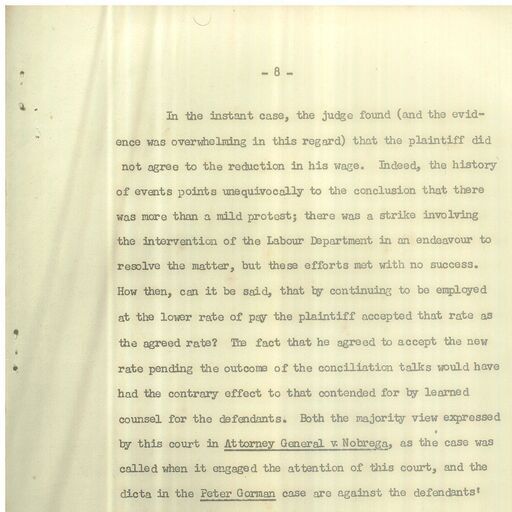 - 8 -
In the instant case, the judge found (and the evid-
ence was overwhelming in this regard) that the plaintiff did
not agree to the reduction in his wage. Indeed, the history
of events points unequivocally to the conclusion that there
was more than a mild protest; there was a strike involving
the intervention of the Labour Department in an endeavour to
resolve the matter, but these efforts met with no success.
How then, can it be said, that by continuing to be employed
at the lower rate of pay the plaintiff accepted that rate as
the agreed rate? The fact that he agreed to accept the new
rate pending the outcome of the conciliation talks would have
had the contrary effect to that contended for by learned
counsel for the defendants. Both the majority view expressed
by this court in Attorney General v. Nobrega, as the case was
called when it engaged the attention of this court, and the
dicta in the Peter Gorman case are against the defendants'